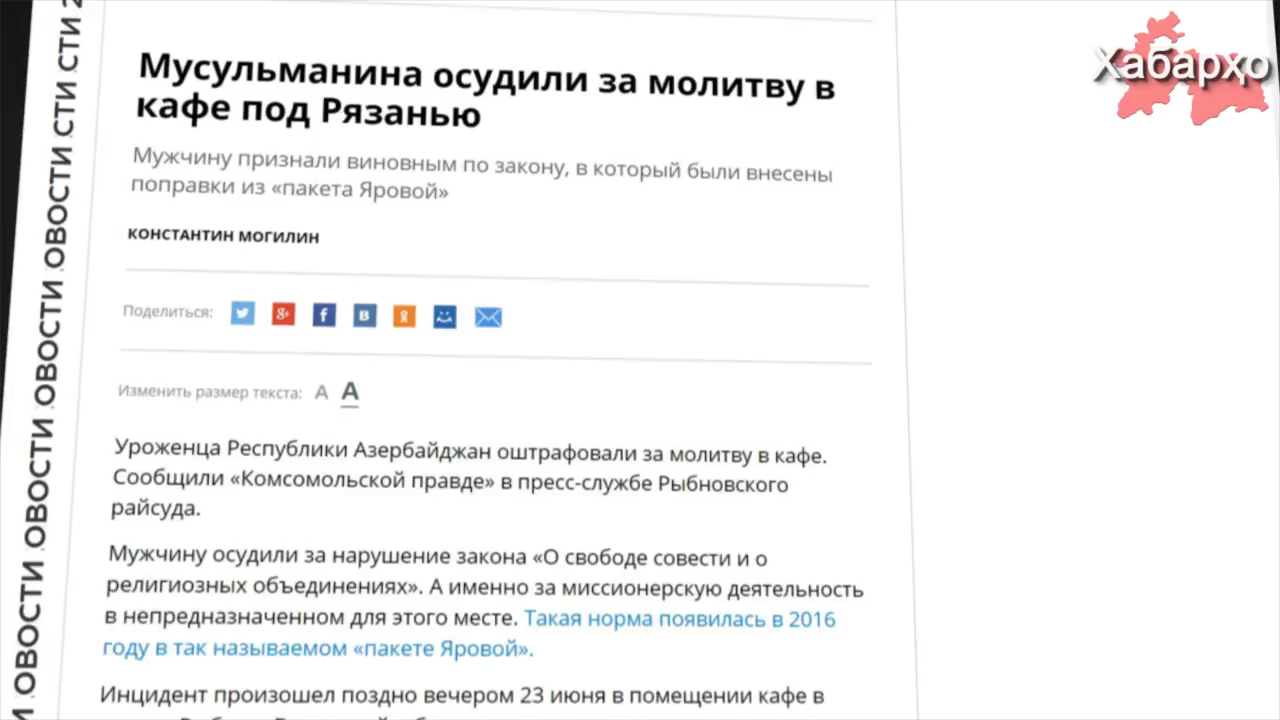 Хабарҳо
Мусульманина осудили за молитву в
кафе под Рязанью
Мужчину признали виновным по закону, в который были внесены
поправки из «пакета Яровой»
КОНСТАНТИН МОГИЛИН
Поделиться:
Изменить размер текста: А А
Уроженца Республики Азербайджан оштрафовали за молитву в кафе.
Сообщили «Комсомольской правде» в пресс-службе Рыбновского
райсуда.
Мужчину осудили за нарушение закона «О свободе совести и о
религиозных объединениях». А именно за миссионерскую деятельность
в непредназначенном для этого месте. Такая норма появилась в 2016
году в так называемом «пакете Яровой».
Инцидент произошел поздно вечером 23 июня в помещении кафе в
ОВОСТИ ОВОСТИ ОВОСТИ ОВОСТИ СТИ СТИ